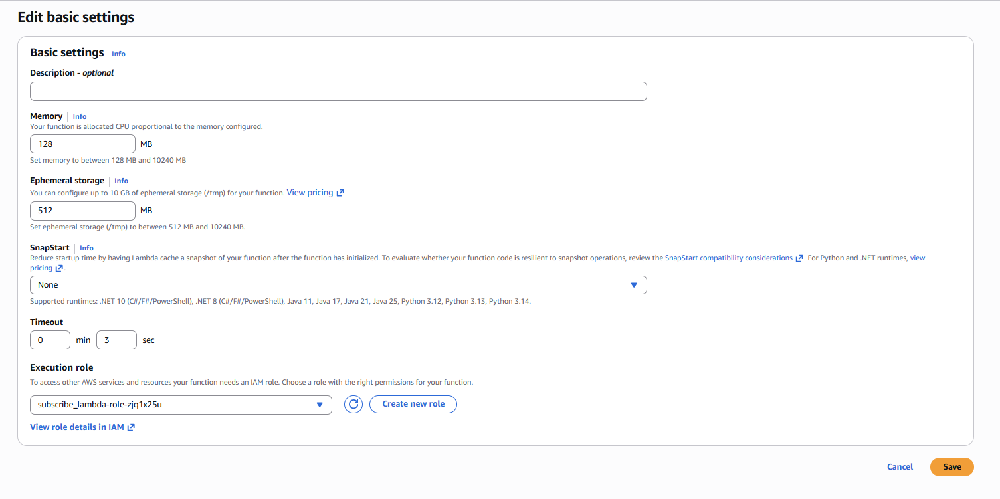 Edit basic settings
Basic settings Info
Description - optional
Memory Info
Your function is allocated CPU proportional to the memory configured.
128 MB
Set memory to between 128 MB and 10240 MB
Ephemeral storage Info
You can configure up to 10 GB of ephemeral storage (/tmp) for your function. View pricing
512 MB
Set ephemeral storage (/tmp) to between 512 MB and 10240 MB.
SnapStart Info
Reduce startup time by having Lambda cache a snapshot of your function after the function has initialized. To evaluate whether your function code is resilient to snapshot operations, review the SnapStart compatibility considerations . For Python and .NET runtimes, view
pricing .
None
Supported runtimes: .NET 10 (C#/F#/PowerShell), .NET 8 (C#/F#/PowerShell), Java 11, Java 17, Java 21, Java 25, Python 3.12, Python 3.13, Python 3.14.
Timeout
0 min 3 sec
Execution role
To access other AWS services and resources your function needs an IAM role. Choose a role with the right permissions for your function.
subscribe_lambda-role-zjq1x25u Create new role
View role details in IAM
Cancel Save